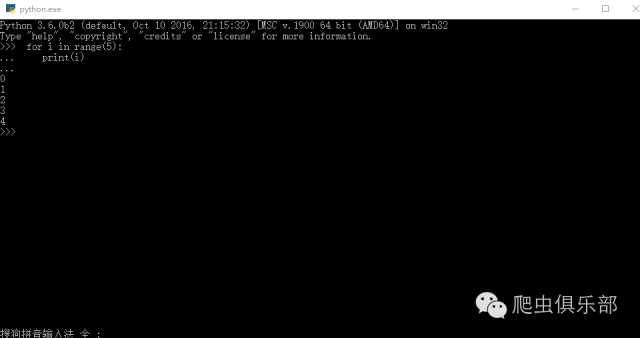 python.exe
Python 3.6.0b2 (default, Oct 10 2016, 21:15:32) [MSC v.1900 64 bit (AMD64)] on win32
Type "help", "copyright", "credits" or "license" for more information.
>>>  for i in range(5):
...     print(i)
...
0
1
2
3
4
>>>
爬虫俱乐部
搜狗拼音输入法 全 :